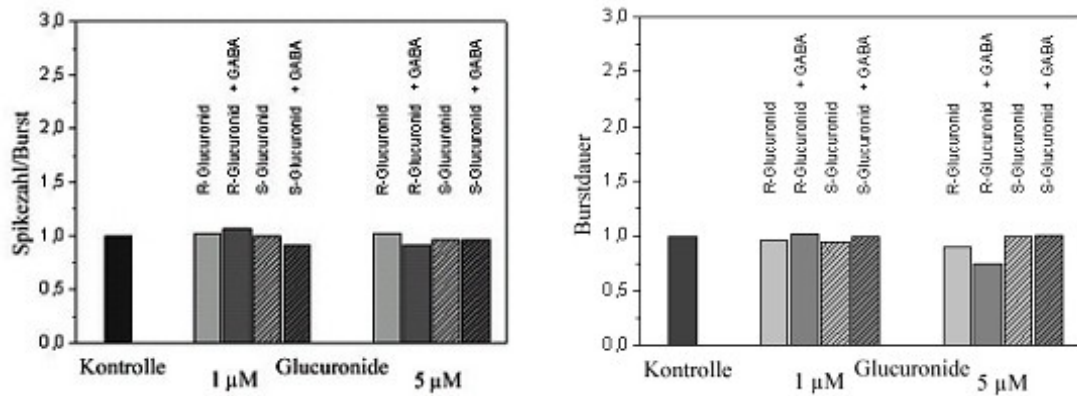 Spikezahl/Burst
3,0
2,5
2,0
1,5
1,0
0,5
0,0
R-Glucuronid
R-Glucuronid + GABA
S-Glucuronid
S-Glucuronid + GABA
R-Glucuronid
R-Glucuronid + GABA
S-Glucuronid
S-Glucuronid + GABA
Kontrolle
1 µM
Glucuronide
5 µM
Burstdauer
3,0
2,5
2,0
1,5
1,0
0,5
0,0
R-Glucuronid
R-Glucuronid + GABA
S-Glucuronid
S-Glucuronid + GABA
R-Glucuronid
R-Glucuronid + GABA
S-Glucuronid
S-Glucuronid + GABA
Kontrolle
1 µM
Glucuronide
5 µM